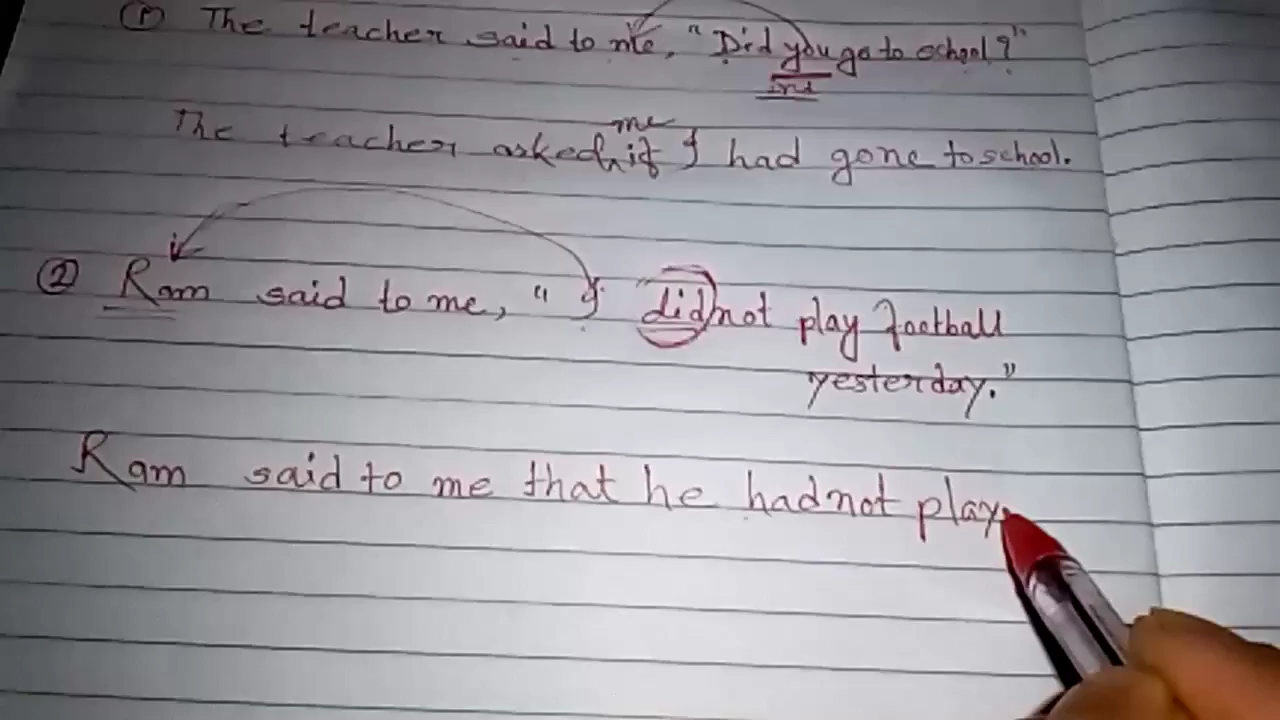 ① The teacher said to me, "Did you go to school?"
me
The teacher asked if I had gone to school.
② Ram said to me, "I did not play football
yesterday."
Ram said to me that he had not play